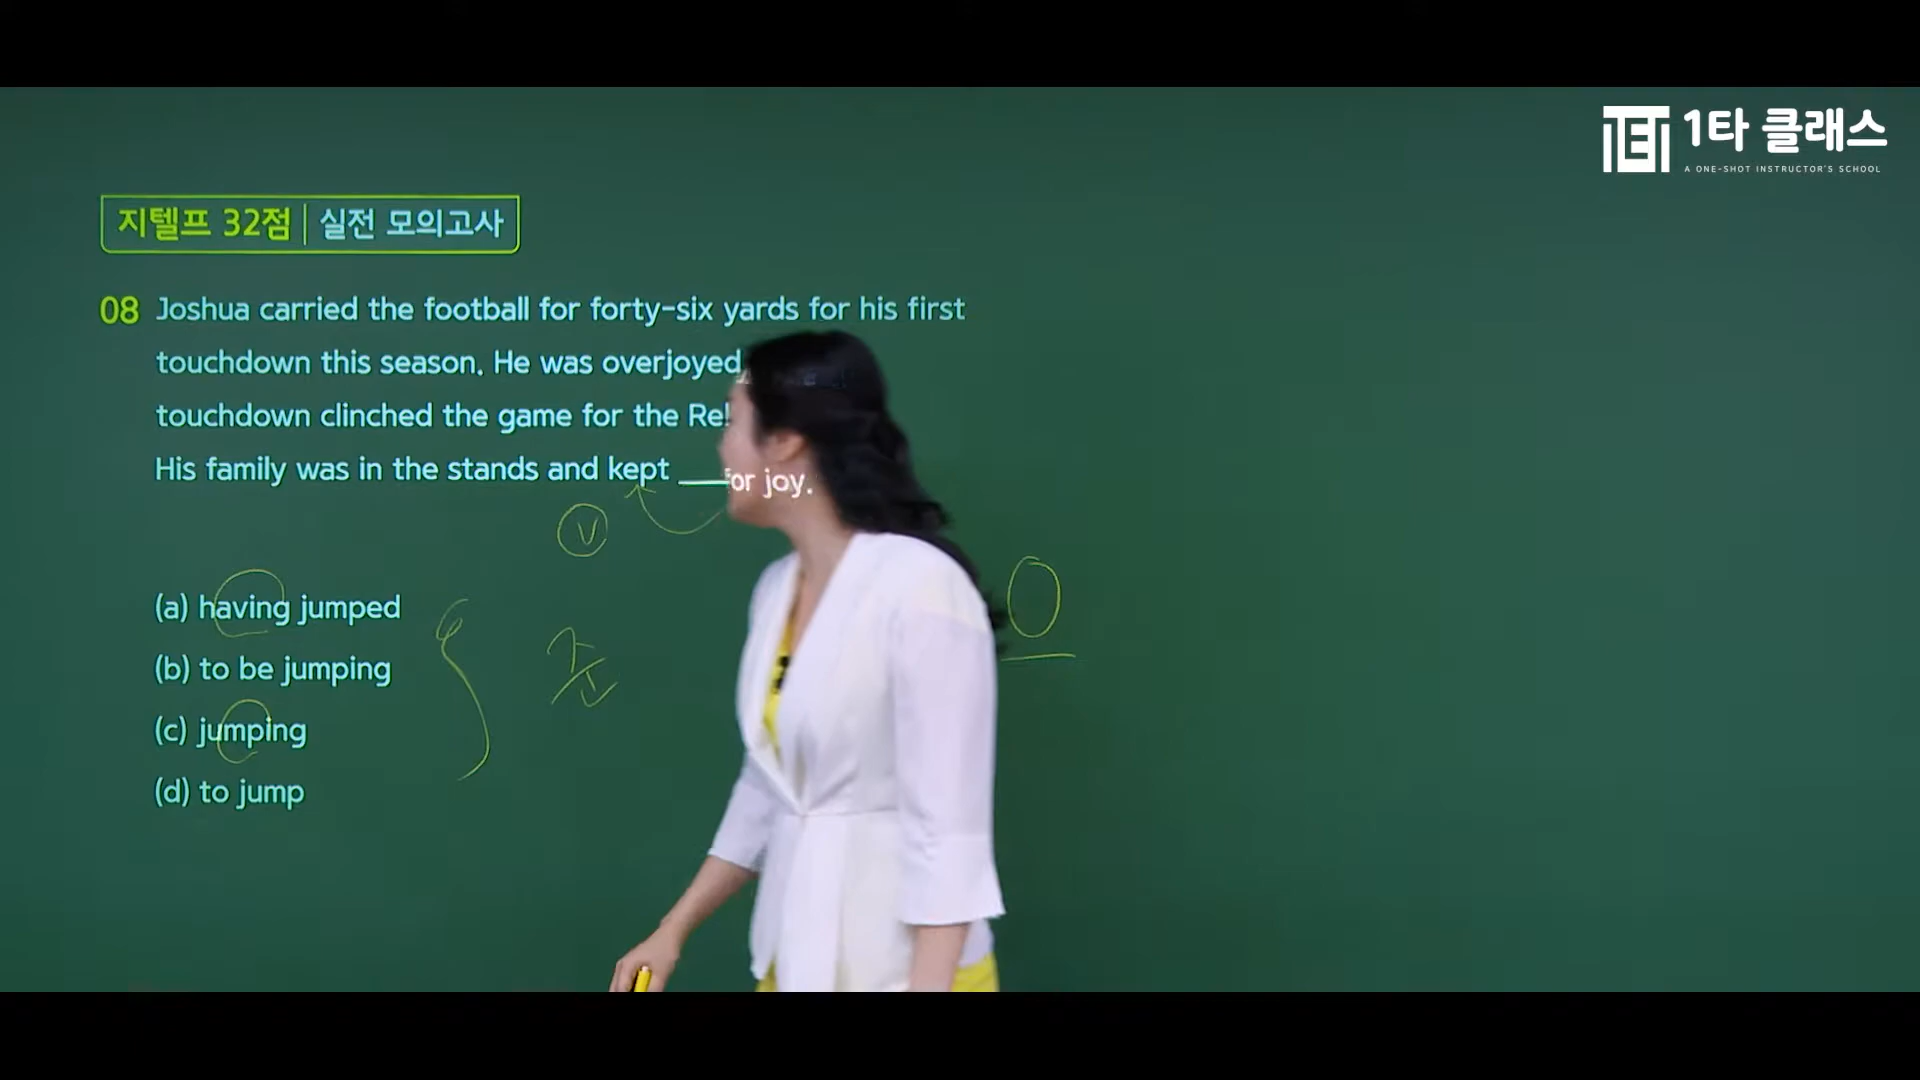 1타 클래스
A ONE-SHOT INSTRUCTOR'S SCHOOL
지텔프 32점 | 실전 모의고사
08 Joshua carried the football for forty-six yards for his first
touchdown this season. He was overjoyed
touchdown clinched the game for the
His family was in the stands and kept ___ for joy.
V
(a) having jumped
(b) to be jumping
(c) jumping
(d) to jump
준
O